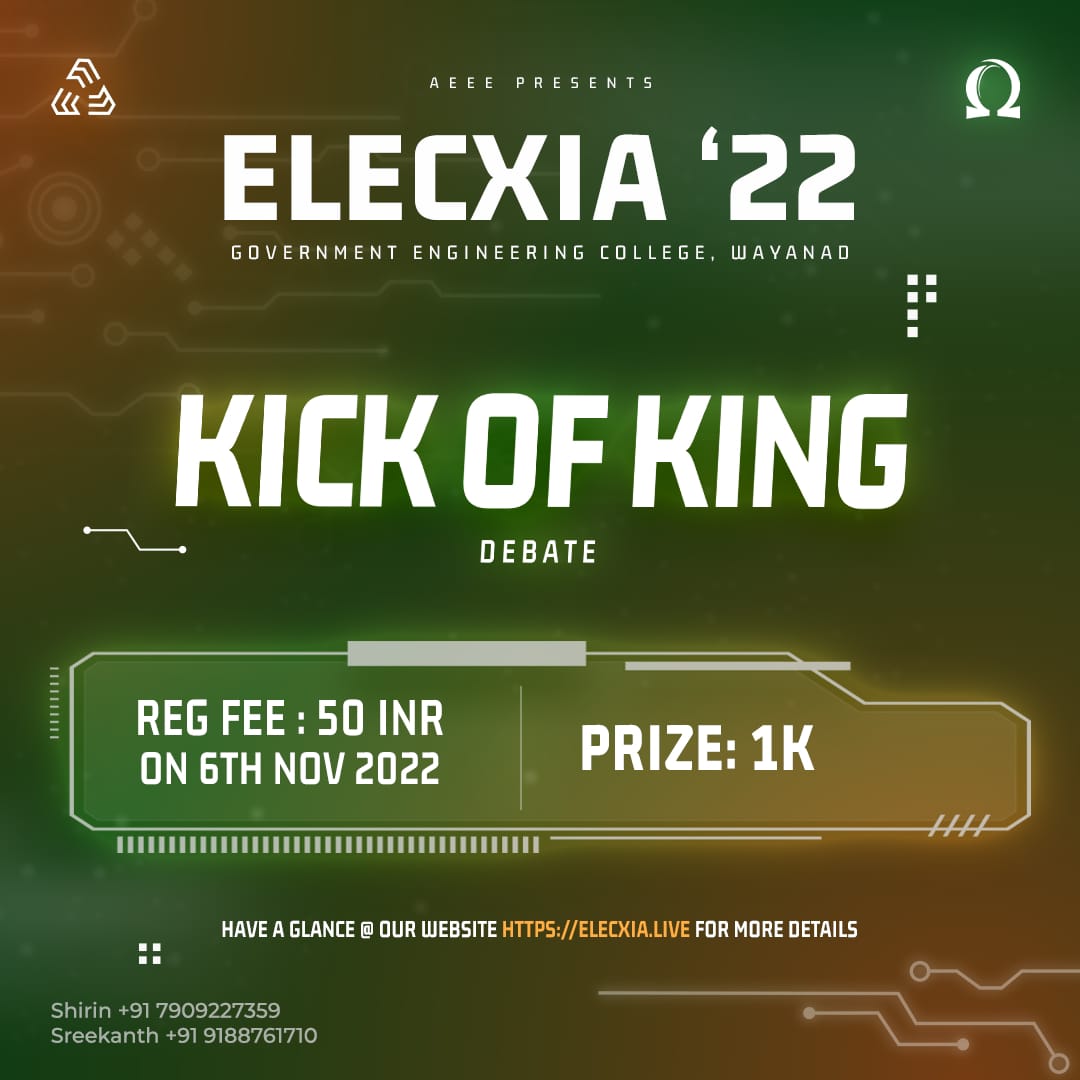 AEEE PRESENTS
ELECXIA ‘22
GOVERNMENT ENGINEERING COLLEGE, WAYANAD
KICK OF KING
DEBATE
REG FEE : 50 INR
ON 6TH NOV 2022
PRIZE: 1K
HAVE A GLANCE @ OUR WEBSITE HTTPS://ELECXIA.LIVE FOR MORE DETAILS
Shirin +91 7909227359
Sreekanth +91 9188761710